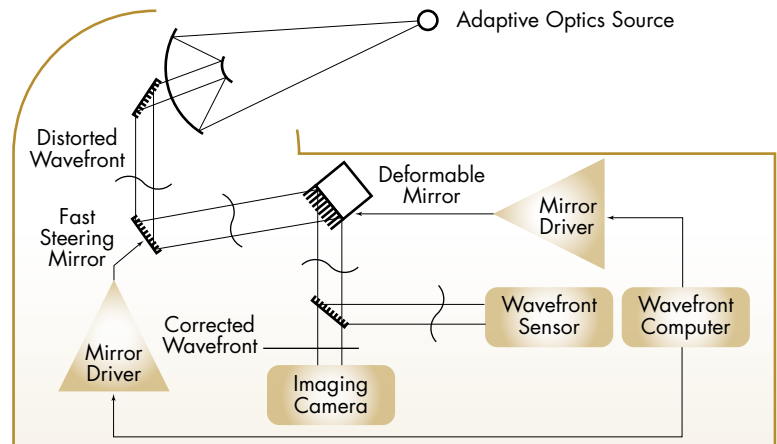 Adaptive Optics Source
Distorted
Wavefront
Deformable
Mirror
Mirror
Driver
Fast
Steering
Mirror
Wavefront
Sensor
Wavefront
Computer
Corrected
Wavefront
Mirror
Driver
Imaging
Camera